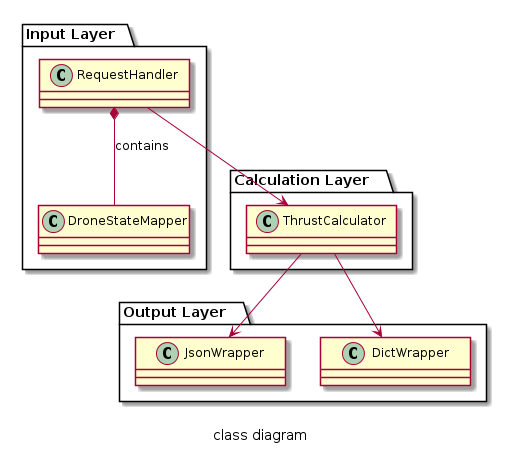 Input Layer
C RequestHandler
contains
C DroneStateMapper
Calculation Layer
C ThrustCalculator
Output Layer
C JsonWrapper
C DictWrapper
class diagram